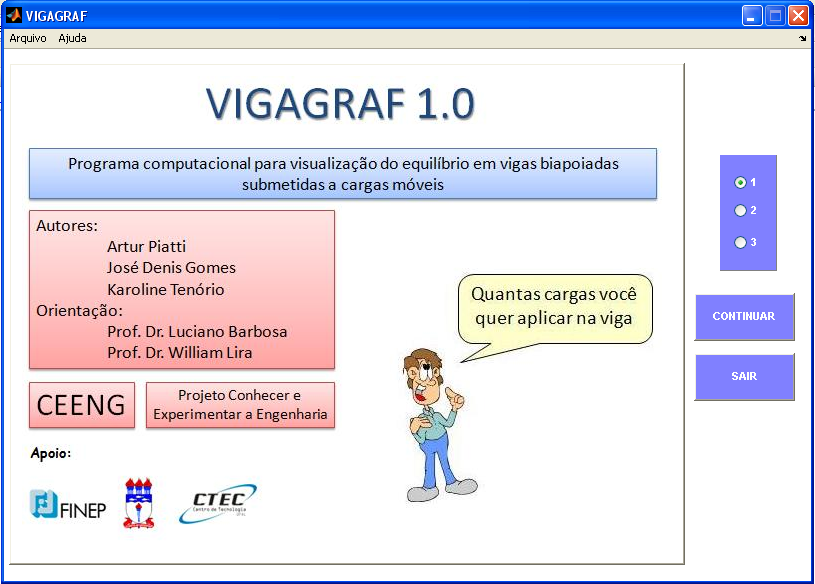 VIGAGRAF
Arquivo Ajuda
VIGAGRAF 1.0
Programa computacional para visualização do equilíbrio em vigas biapoiadas
submetidas a cargas móveis
Autores:
Artur Piatti
José Denis Gomes
Karoline Tenório
Orientação:
Prof. Dr. Luciano Barbosa
Prof. Dr. William Lira
CEENG
Projeto Conhecer e
Experimentar a Engenharia
Apoio:
FINEP
CTEC
Centro de Tecnologia
Quantas cargas você
quer aplicar na viga
1
2
3
CONTINUAR
SAIR